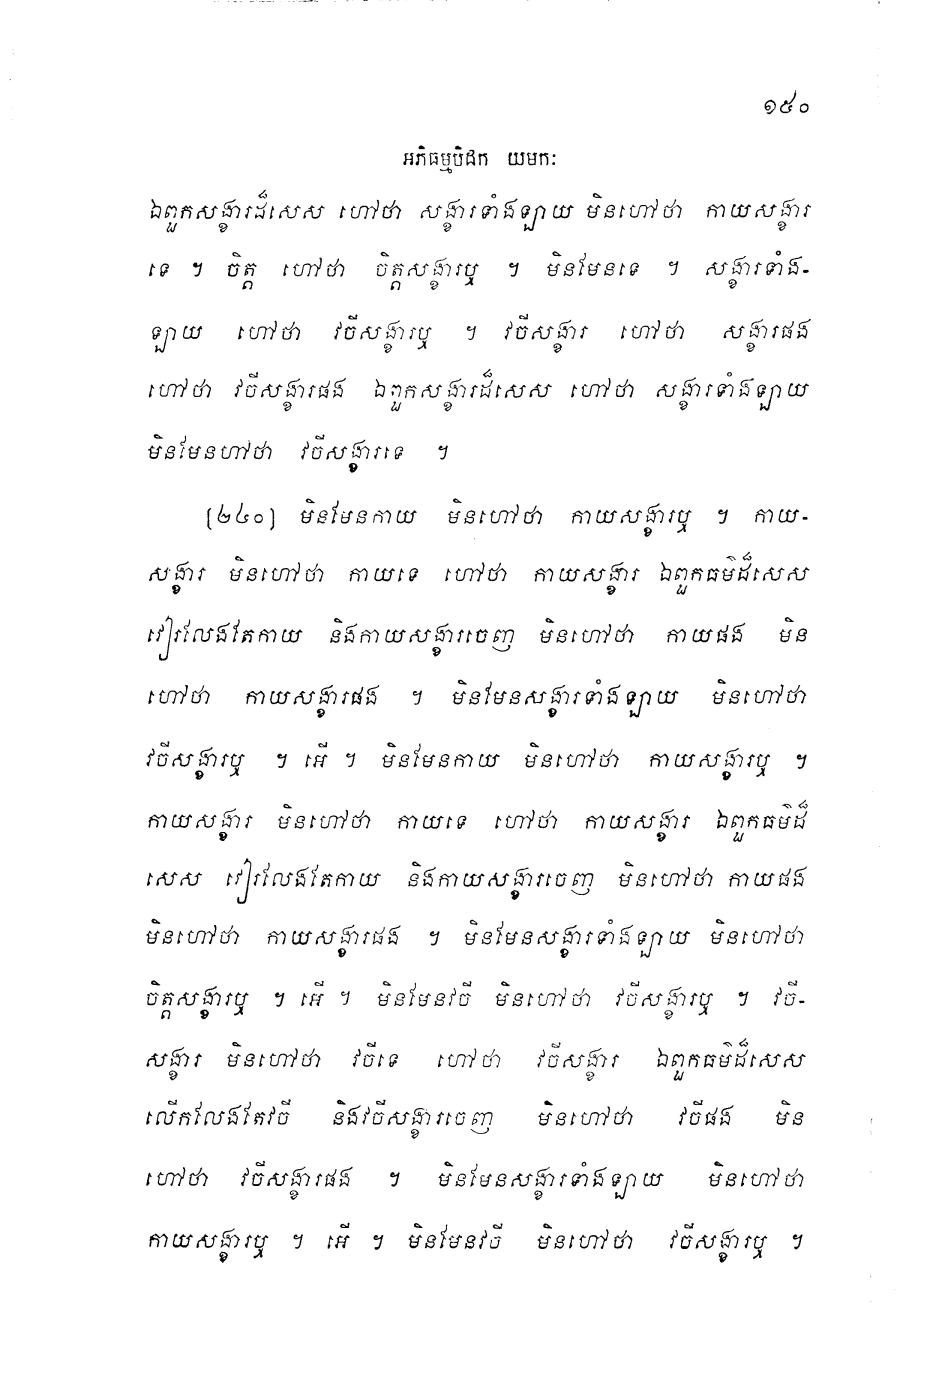 ១៥០
អភិធម្មបិដក យមកៈ
ឯពួកសង្ខារដ៏សេស ហៅថា សង្ខារទាំងឡាយ មិនហៅថា កាយសង្ខារ
ទេ ។ ចិត្ត ហៅថា ចិត្តសង្ខារឬ ។ មិនមែនទេ ។ សង្ខារទាំង-
ឡាយ ហៅថា វចីសង្ខារឬ ។ វចីសង្ខារ ហៅថា សង្ខារផង
ហៅថា វចីសង្ខារផង ឯពួកសង្ខារដ៏សេស ហៅថា សង្ខារទាំងឡាយ
មិនមែនហៅថា វចីសង្ខារទេ ។
[២៤០] មិនមែនកាយ មិនហៅថា កាយសង្ខារឬ ។ កាយ-
សង្ខារ មិនហៅថា កាយទេ ហៅថា កាយសង្ខារ ឯពួកធម៌ដ៏សេស
វៀរលែងតែកាយ និងកាយសង្ខារចេញ មិនហៅថា កាយផង មិន
ហៅថា កាយសង្ខារផង ។ មិនមែនសង្ខារទាំងឡាយ មិនហៅថា
វចីសង្ខារឬ ។ អើ ។ មិនមែនកាយ មិនហៅថា កាយសង្ខារឬ ។
កាយសង្ខារ មិនហៅថា កាយទេ ហៅថា កាយសង្ខារ ឯពួកធម៌ដ៏
សេស វៀរលែងតែកាយ និងកាយសង្ខារចេញ មិនហៅថា កាយផង
មិនហៅថា កាយសង្ខារផង ។ មិនមែនសង្ខារទាំងឡាយ មិនហៅថា
ចិត្តសង្ខារឬ ។ អើ ។ មិនមែនវចី មិនហៅថា វចីសង្ខារឬ ។ វចី-
សង្ខារ មិនហៅថា វចីទេ ហៅថា វចីសង្ខារ ឯពួកធម៌ដ៏សេស
លើកលែងតែវចី និងវចីសង្ខារចេញ មិនហៅថា វចីផង មិន
ហៅថា វចីសង្ខារផង ។ មិនមែនសង្ខារទាំងឡាយ មិនហៅថា
កាយសង្ខារឬ ។ អើ ។ មិនមែនវចី មិនហៅថា វចីសង្ខារឬ ។